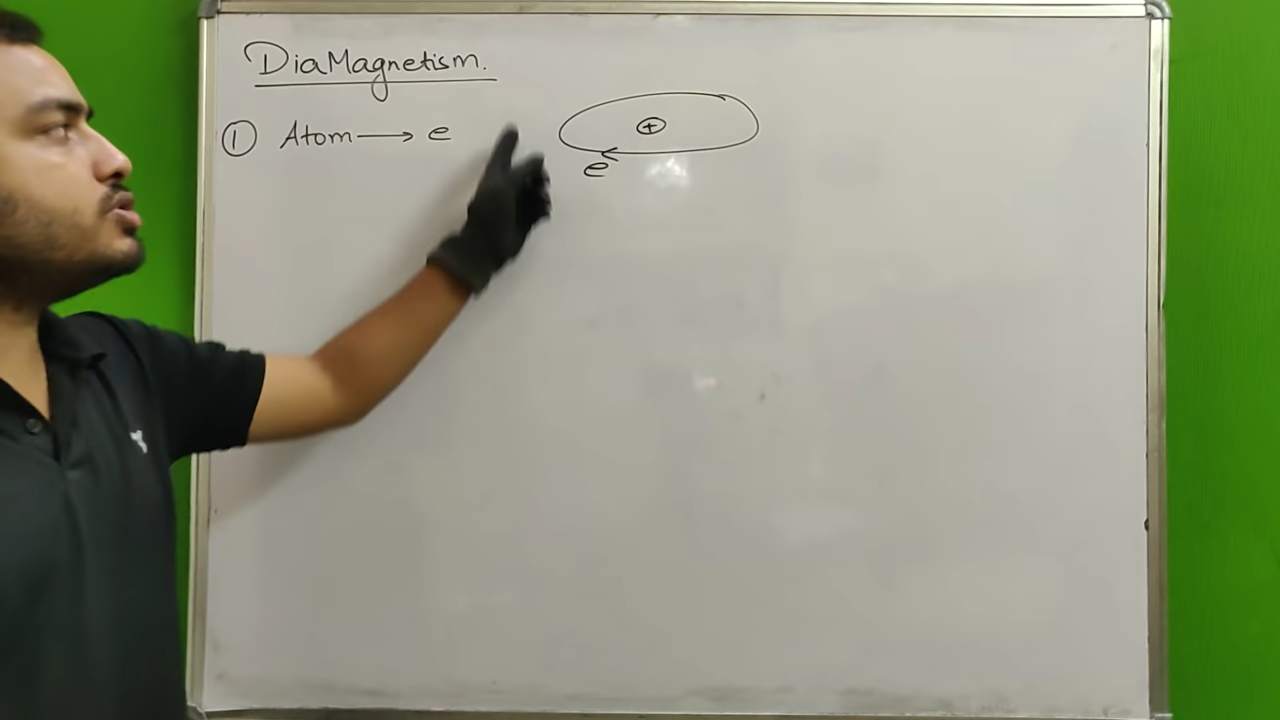 DiaMagnetism.
① Atom → e
⊕
e